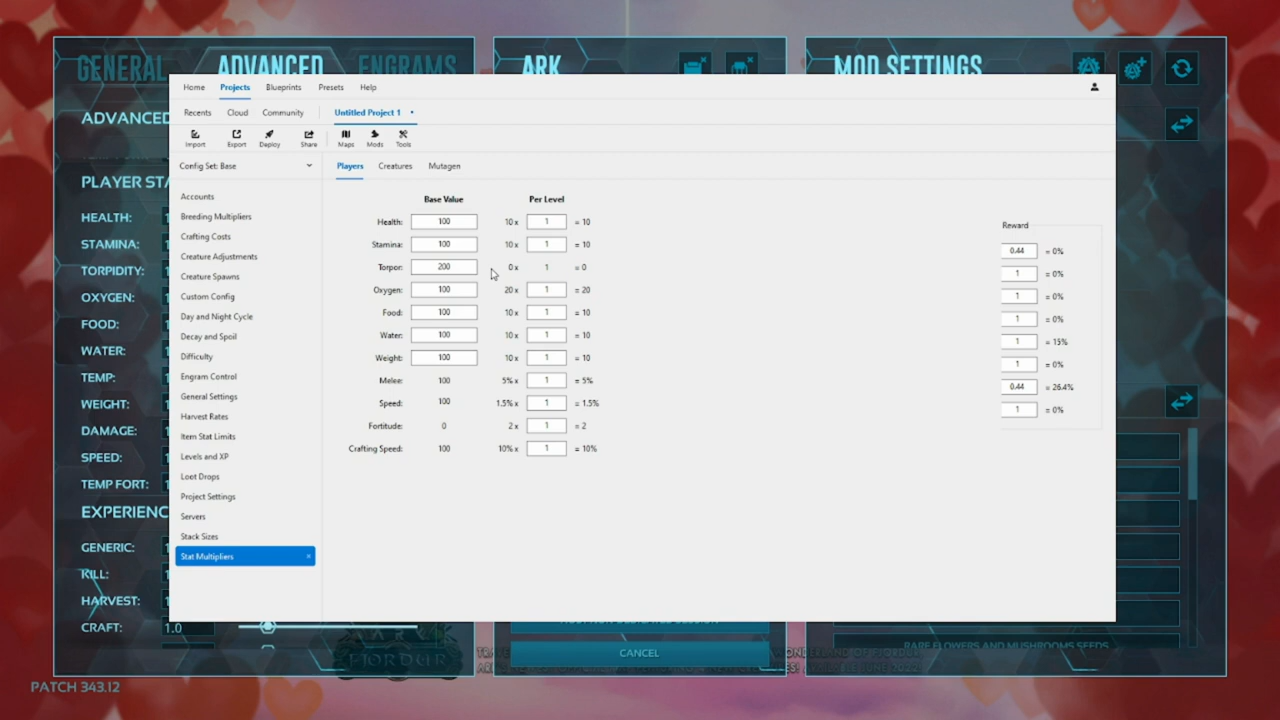 GENERAL ADVANCED ENGRAMS
ARK
MOD SETTINGS
ADVANCED
PLAYER STA
HEALTH:
STAMINA:
TORPIDITY:
OXYGEN:
FOOD:
WATER:
TEMP:
WEIGHT:
DAMAGE:
SPEED:
TEMP FORT:
EXPERIENC
GENERIC:
KILL:
HARVEST:
CRAFT: 1.0
Home Projects Blueprints Presets Help
Recents Cloud Community Untitled Project 1 •
Import Export Deploy Share Maps Mods Tools
Config Set: Base
Accounts
Breeding Multipliers
Crafting Costs
Creature Adjustments
Creature Spawns
Custom Config
Day and Night Cycle
Decay and Spoil
Difficulty
Engram Control
General Settings
Harvest Rates
Item Stat Limits
Levels and XP
Loot Drops
Project Settings
Servers
Stack Sizes
Stat Multipliers ×
Players Creatures Mutagen
Base Value Per Level
Health: 100 10 x 1 = 10
Stamina: 100 10 x 1 = 10
Torpor: 200 0 x 1 = 0
Oxygen: 100 20 x 1 = 20
Food: 100 10 x 1 = 10
Water: 100 10 x 1 = 10
Weight: 100 10 x 1 = 10
Melee: 100 5% x 1 = 5%
Speed: 100 1.5% x 1 = 1.5%
Fortitude: 0 2 x 1 = 2
Crafting Speed: 100 10% x 1 = 10%
Reward
0.44 = 0%
1 = 0%
1 = 0%
1 = 0%
1 = 15%
1 = 0%
0.44 = 26.4%
1 = 0%
RARE FLOWERS AND MUSHROOMS SEEDS
CANCEL
FJORDUR
PATCH 343.12